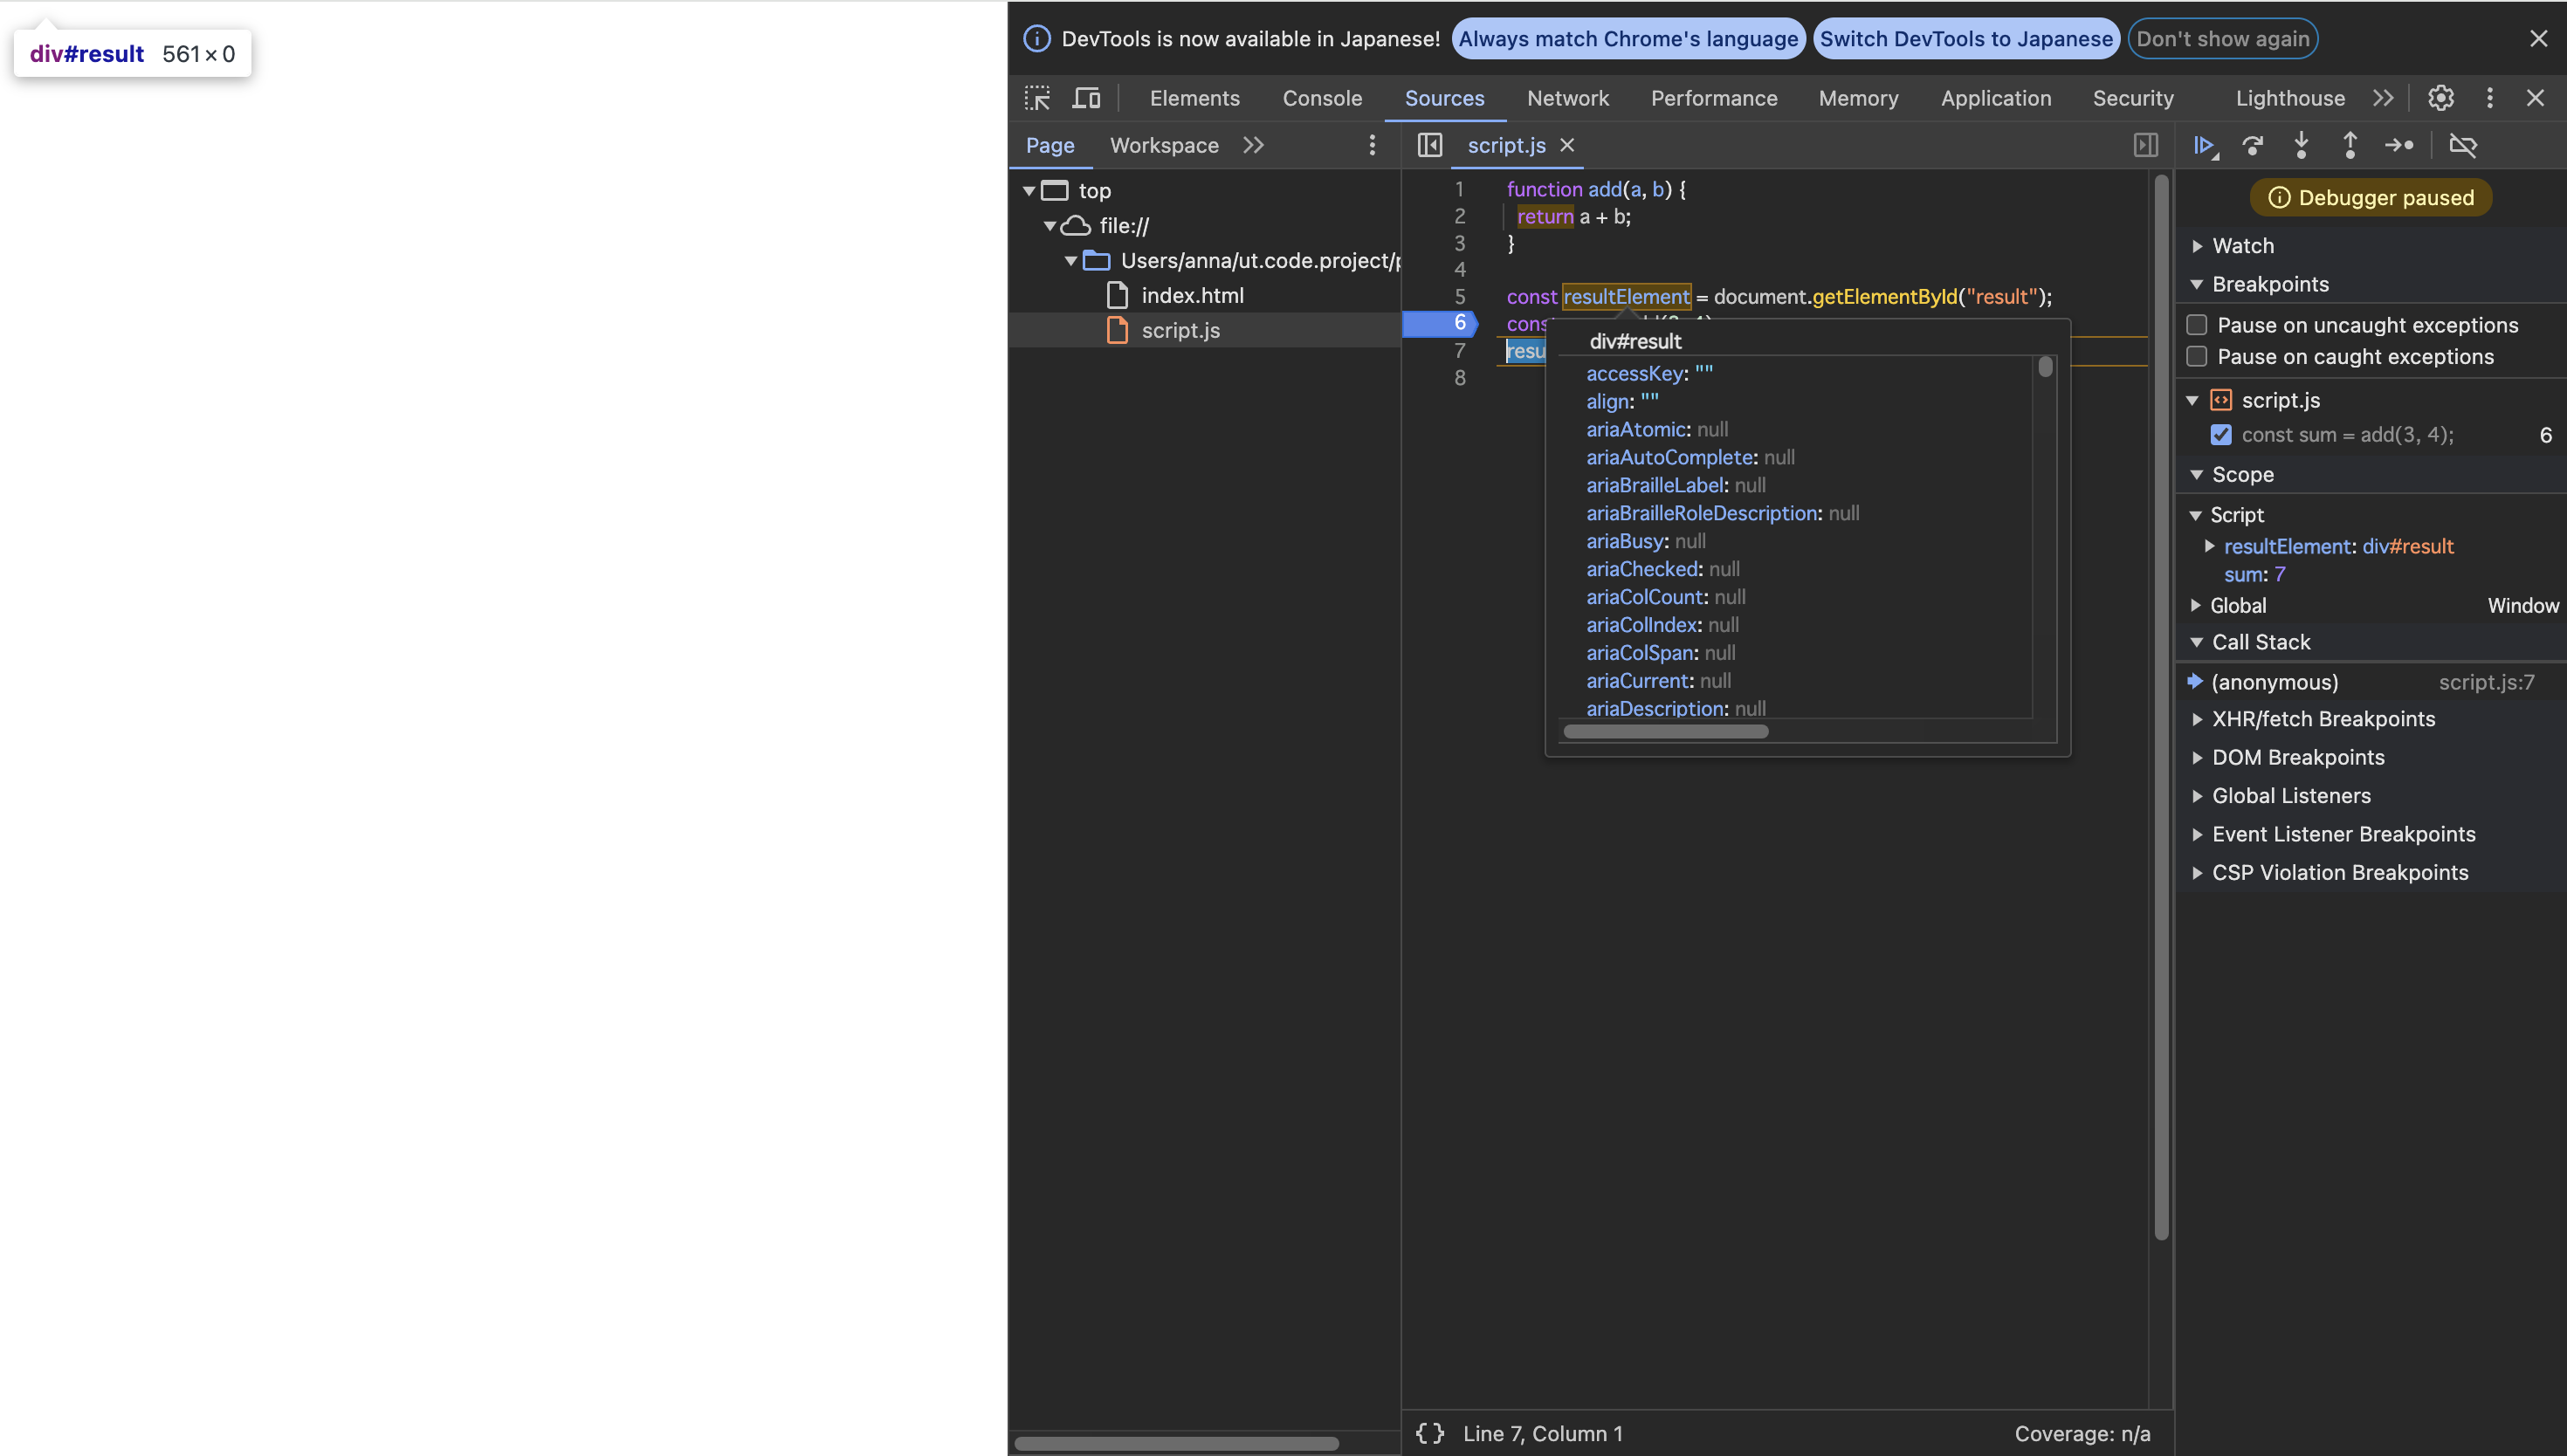 div#result 561 × 0
DevTools is now available in Japanese! Always match Chrome's language Switch DevTools to Japanese Don't show again
Elements Console Sources Network Performance Memory Application Security Lighthouse
Page Workspace
script.js
top
file://
Users/anna/ut.code.project/
index.html
script.js
1 function add(a, b) {
2 return a + b;
3 }
4
5 const resultElement = document.getElementById("result");
6 cons
7 resu
8
div#result
accessKey: ""
align: ""
ariaAtomic: null
ariaAutoComplete: null
ariaBrailleLabel: null
ariaBrailleRoleDescription: null
ariaBusy: null
ariaChecked: null
ariaColCount: null
ariaColIndex: null
ariaColSpan: null
ariaCurrent: null
ariaDescription: null
{ } Line 7, Column 1
Coverage: n/a
Debugger paused
Watch
Breakpoints
Pause on uncaught exceptions
Pause on caught exceptions
script.js
const sum = add(3, 4); 6
Scope
Script
resultElement: div#result
sum: 7
Global Window
Call Stack
(anonymous) script.js:7
XHR/fetch Breakpoints
DOM Breakpoints
Global Listeners
Event Listener Breakpoints
CSP Violation Breakpoints